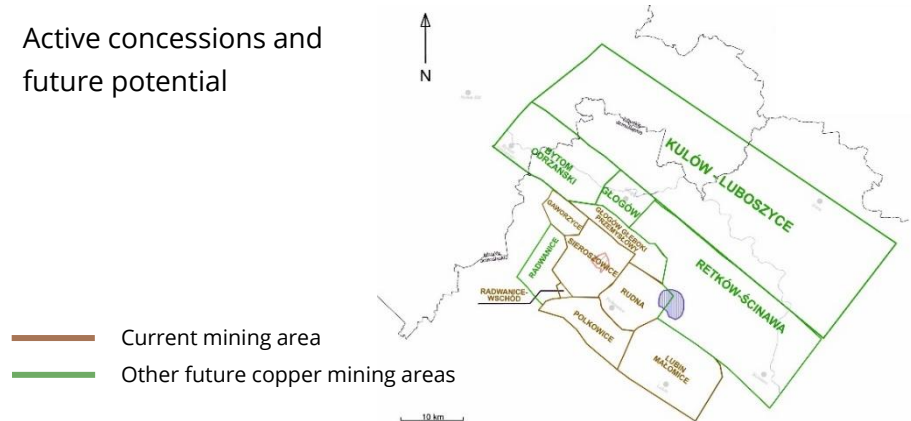 Active concessions and
future potential
N
KULÓW - LUBOSZYCE
BYTOM
ODRZAŃSKI
GŁOGÓW
GAWORZYCE
GŁOGÓW GŁĘBOKI
PRZEMYSŁOWY
RADWANICE
SIEROSZOWICE
RETKÓW-ŚCINAWA
RADWANICE-
WSCHÓD
RUDNA
POLKOWICE
LUBIN
MAŁOMICE
Current mining area
Other future copper mining areas
10 km